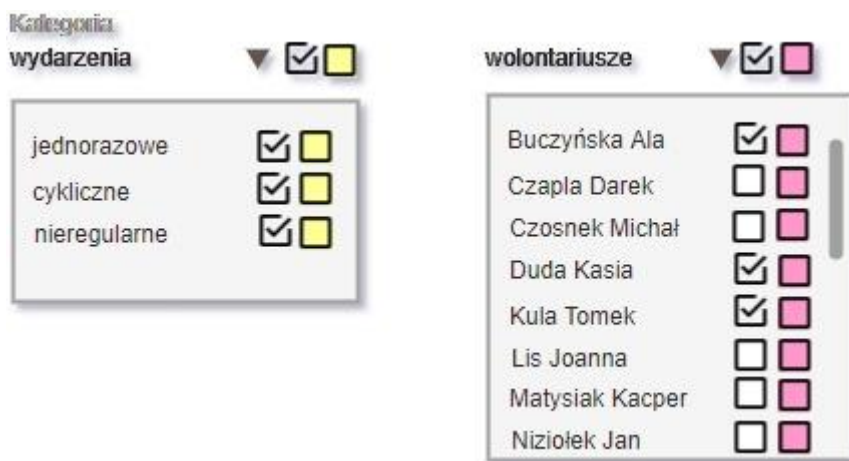 Kategoria
wydarzenia
jednorazowe
cykliczne
nieregularne
wolontariusze
Buczyńska Ala
Czapla Darek
Czosnek Michał
Duda Kasia
Kula Tomek
Lis Joanna
Matysiak Kacper
Niziołek Jan